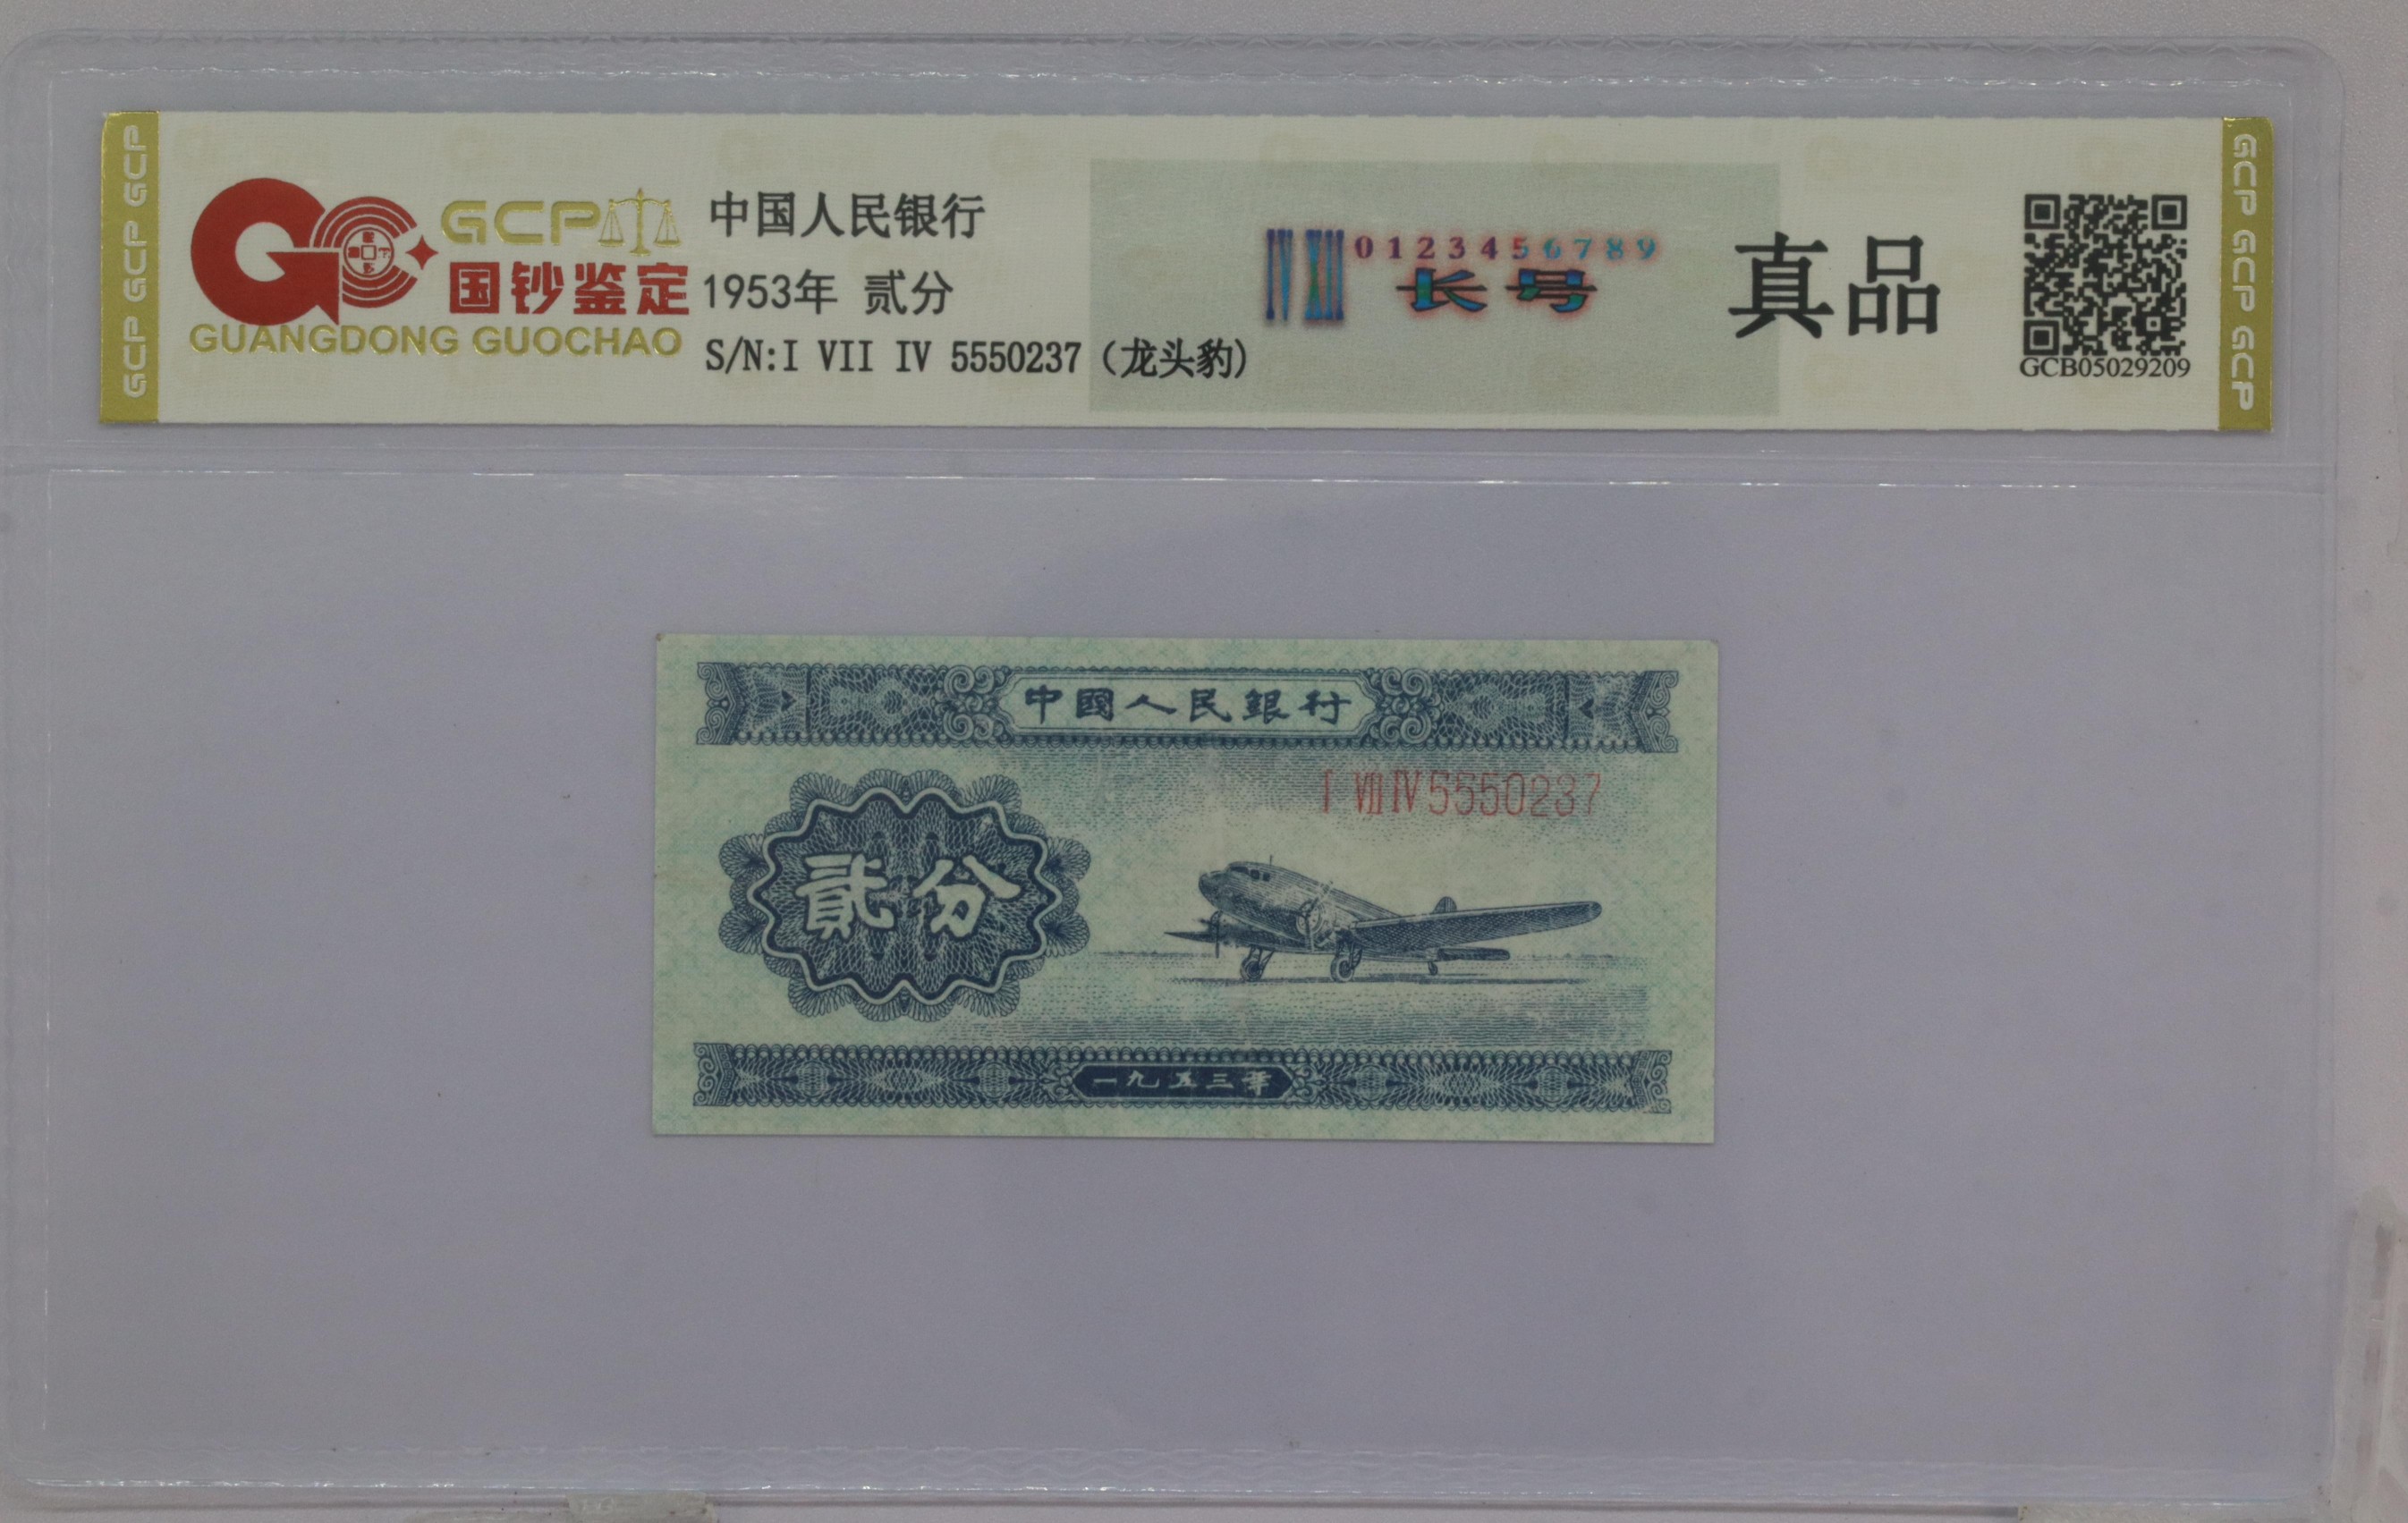 GCP GCP GCP
GCP
国钞鉴定
GUANGDONG GUOCHAO
中国人民银行
1953年 贰分
S/N:I VII IV 5550237（龙头豹）
IV XII 0123456789
长号
真品
GCB05029209
GCP GCP GCP
中國人民銀行
I VII IV 5550237
貳分
一九五三年